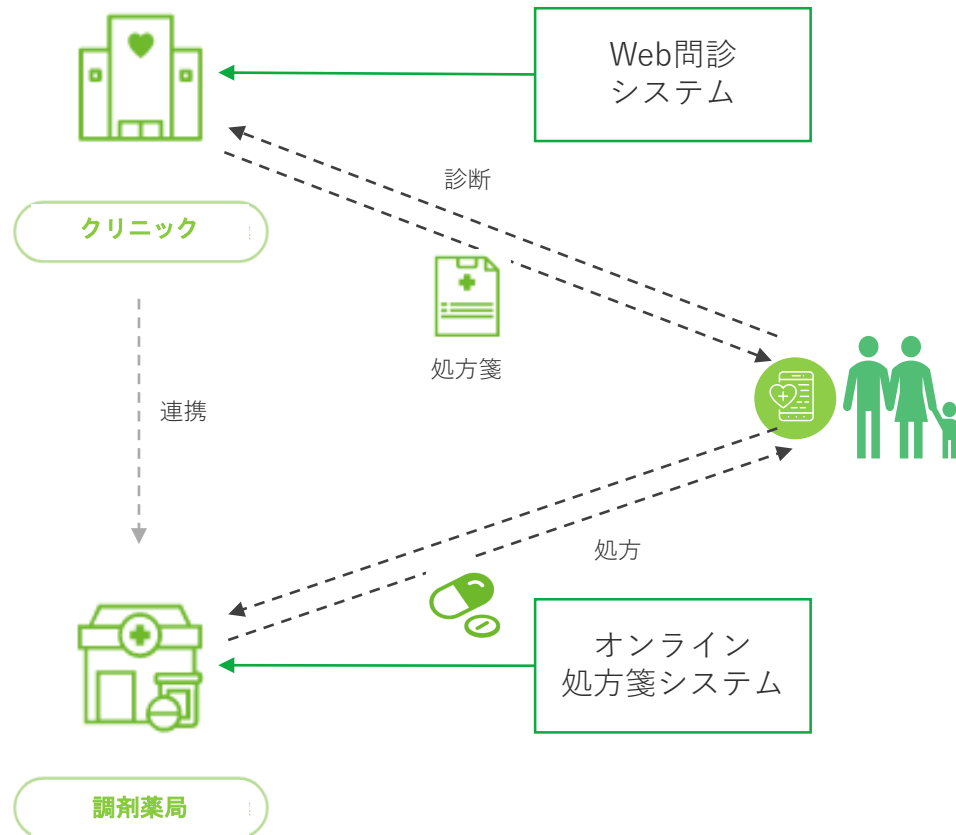 Web問診
システム
診断
クリニック
処方箋
連携
処方
オンライン
処方箋システム
調剤薬局